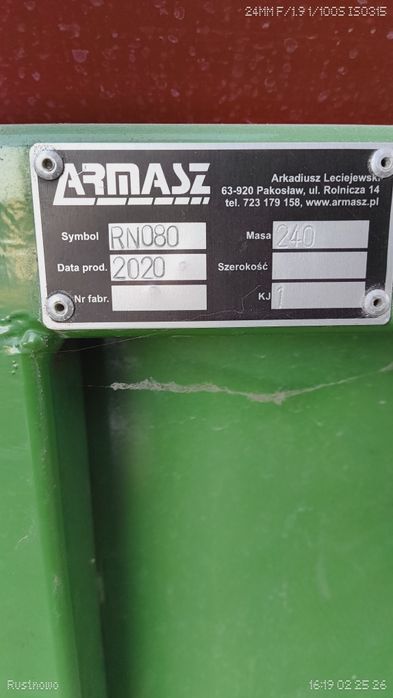 24MM F/1.9 1/100S ISO315
ARMASZ
Arkadiusz Leciejewski
63-920 Pakosław, ul. Rolnicza 14
tel. 723 179 158, www.armasz.pl
Symbol RN080 Masa 240
Data prod. 2020 Szerokość
Nr fabr. KJ 1
Rustnowo 16:19 02 25 26